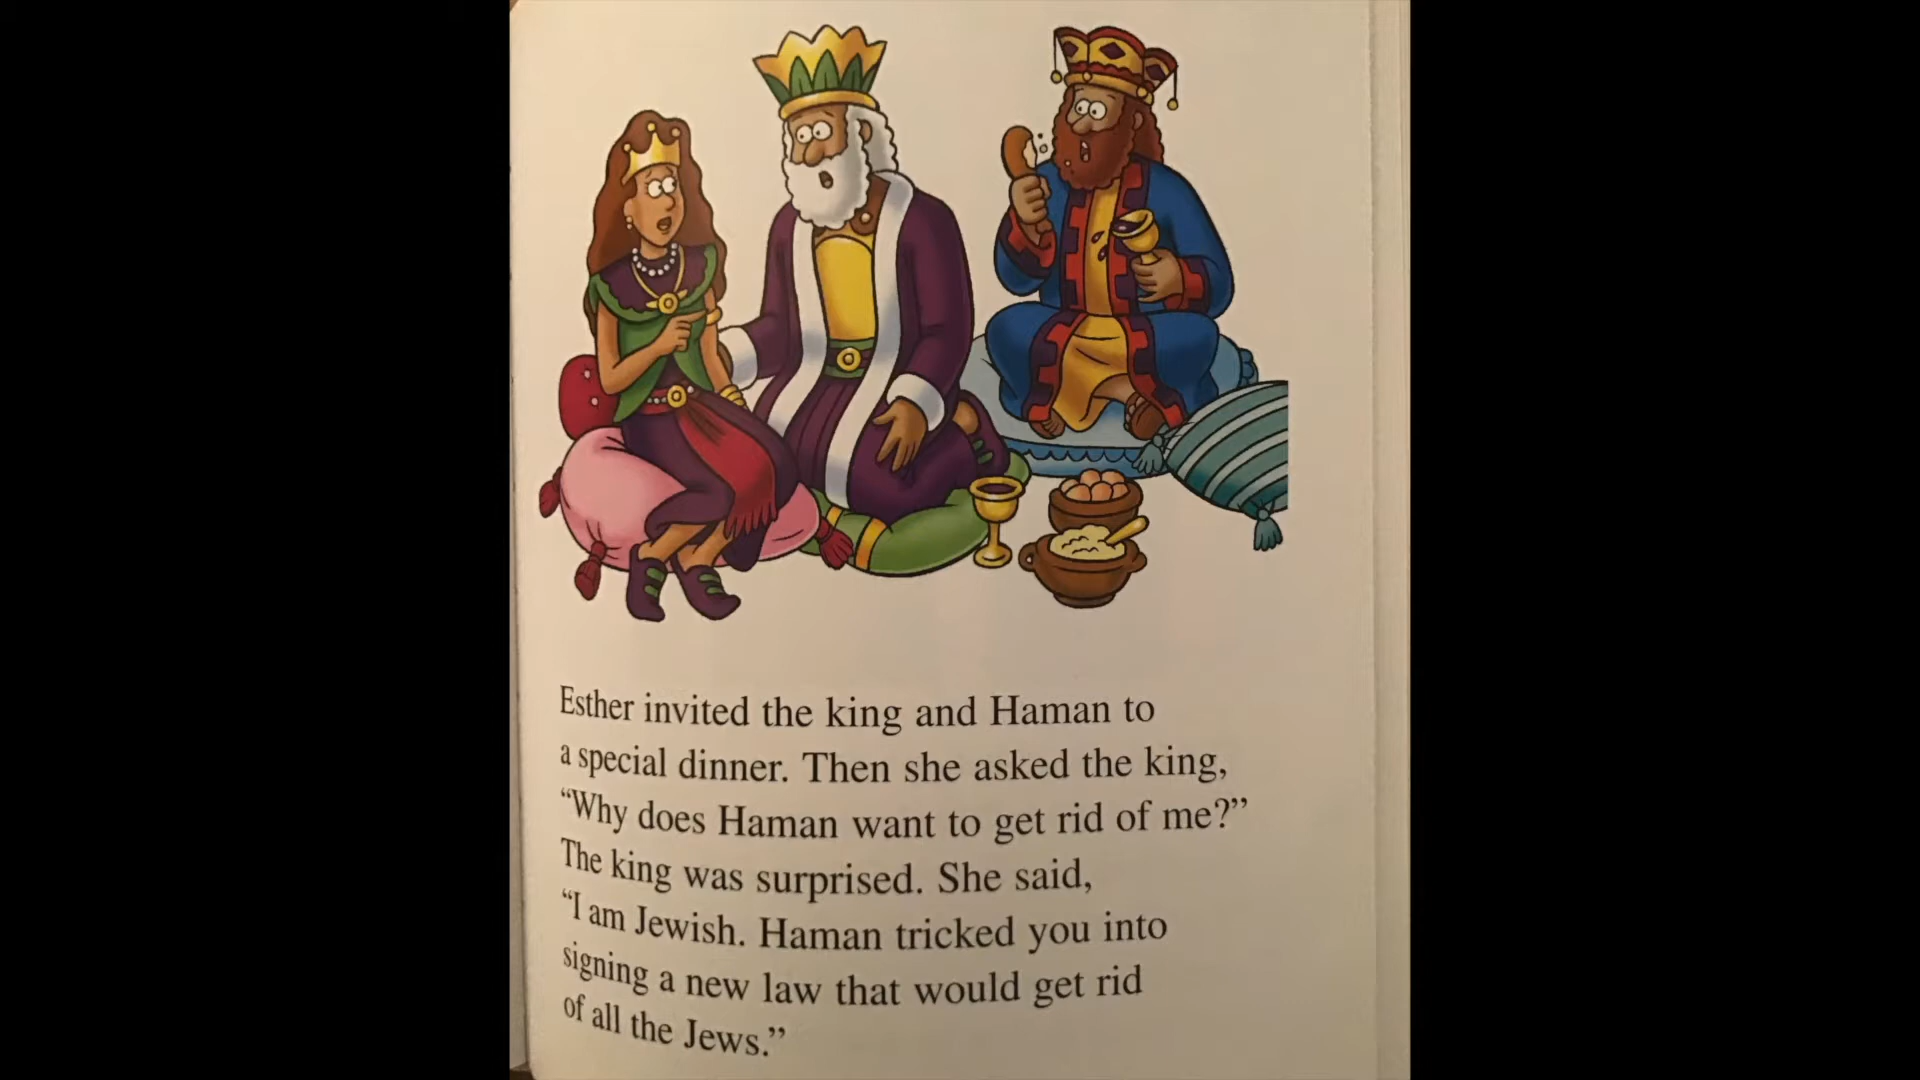 Esther invited the king and Haman to
a special dinner. Then she asked the king,
“Why does Haman want to get rid of me?”
The king was surprised. She said,
“I am Jewish. Haman tricked you into
signing a new law that would get rid
of all the Jews.”